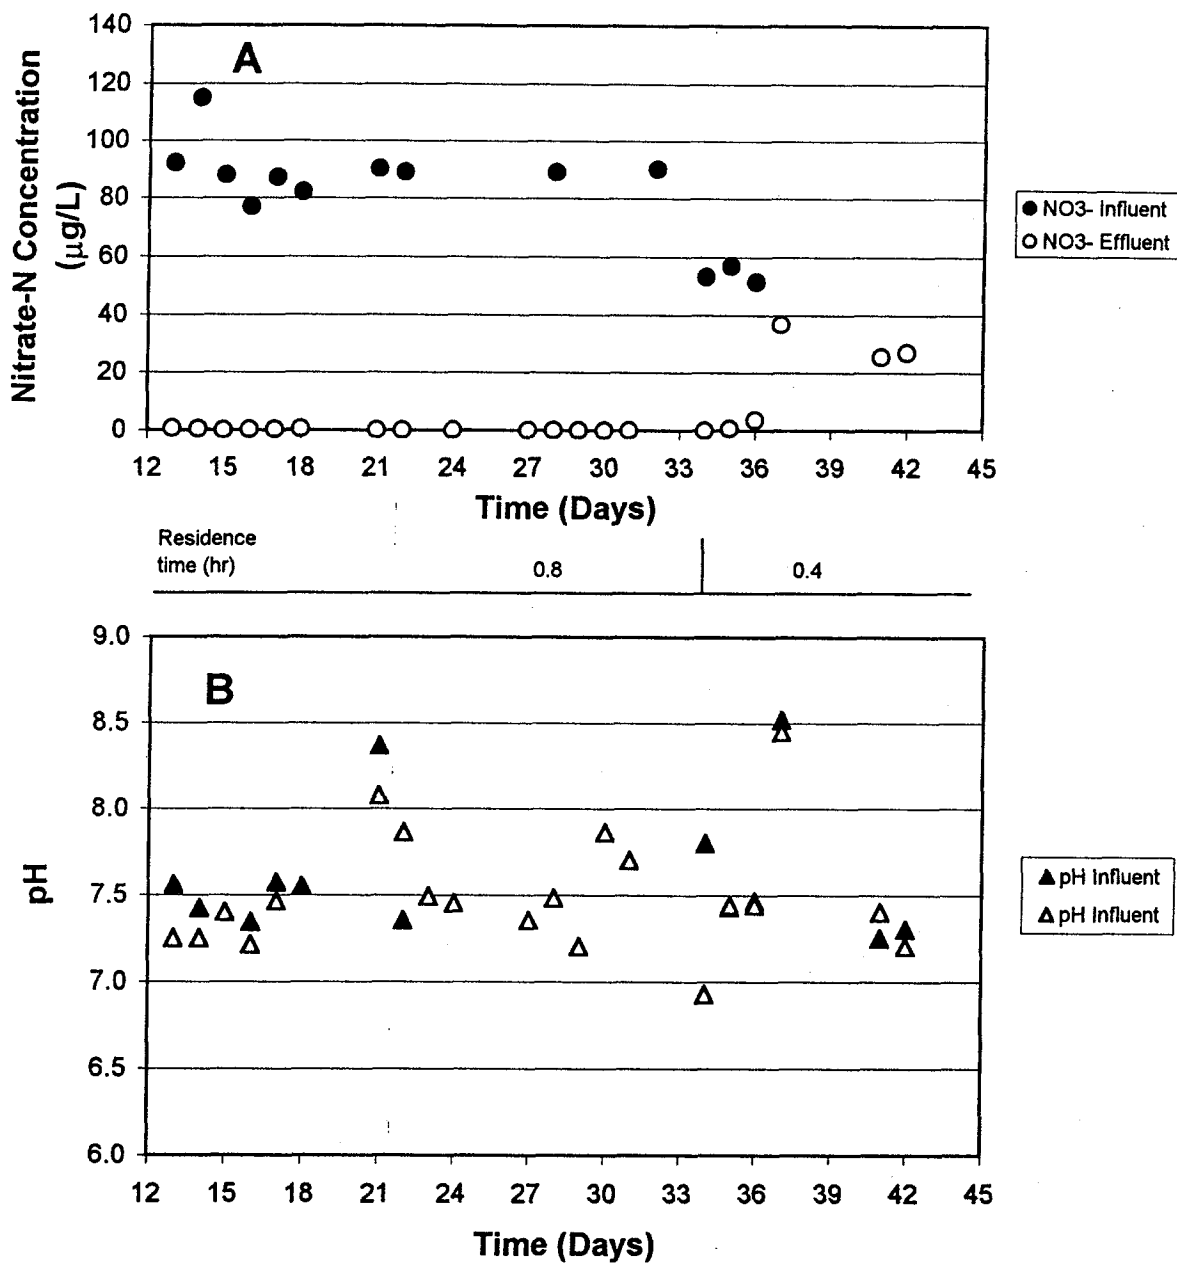 140
120
100
80
60
40
20
0
Nitrate-N Concentration
(µg/L)
A
12 15 18 21 24 27 30 33 36 39 42 45
Time (Days)
NO3- Influent
NO3- Effluent
Residence
time (hr)
0.8
0.4
9.0
8.5
8.0
7.5
7.0
6.5
6.0
pH
B
12 15 18 21 24 27 30 33 36 39 42 45
Time (Days)
pH Influent
pH Influent